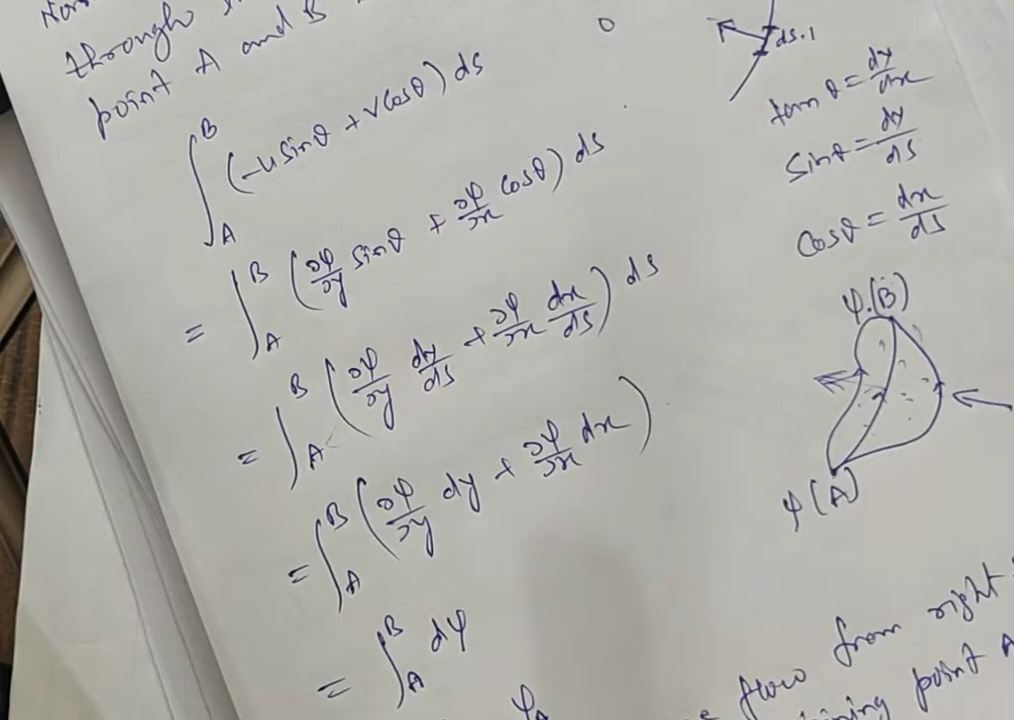 through
point A and B
∫_A^B (-u sinθ + v cosθ) ds
= ∫_A^B (∂ψ/∂y sinθ + ∂ψ/∂x cosθ) ds
= ∫_A^B (∂ψ/∂y dy/ds + ∂ψ/∂x dx/ds) ds
= ∫_A^B (∂ψ/∂y dy + ∂ψ/∂x dx)
= ∫_A^B dψ
ds.1
tan θ = dy/dx
sinθ = dy/ds
cosθ = dx/ds
ψ(B)
ψ(A)
flow from right
point A